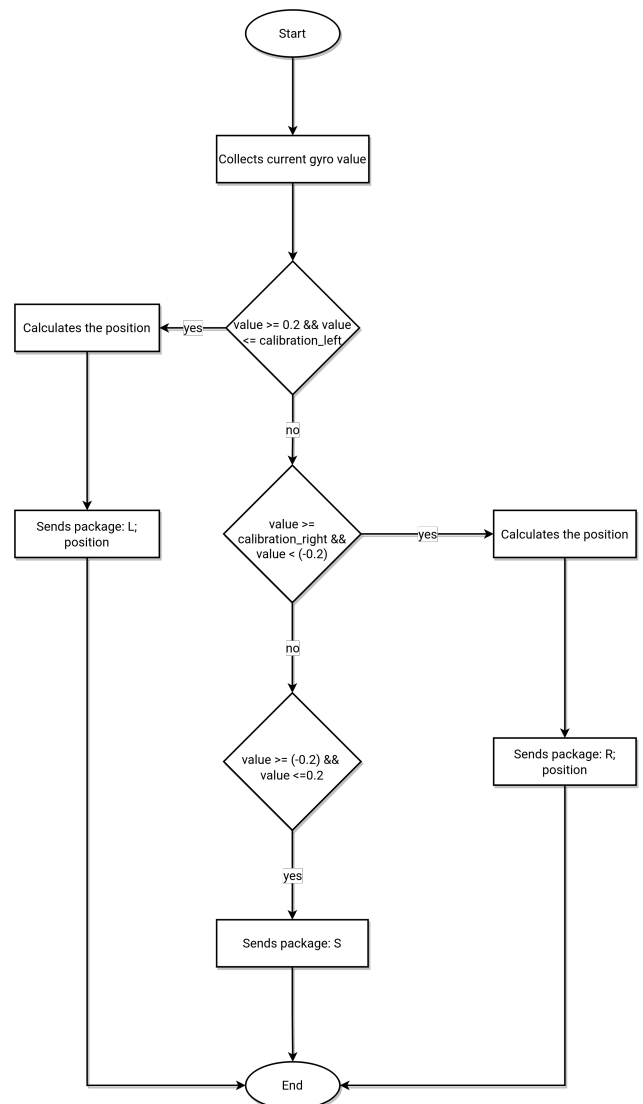 Start
Collects current gyro value
value >= 0.2 && value
<= calibration_left
yes
Calculates the position
no
Sends package: L;
position
value >=
calibration_right &&
value < (-0.2)
yes
Calculates the position
no
value >= (-0.2) &&
value <=0.2
Sends package: R;
position
yes
Sends package: S
End